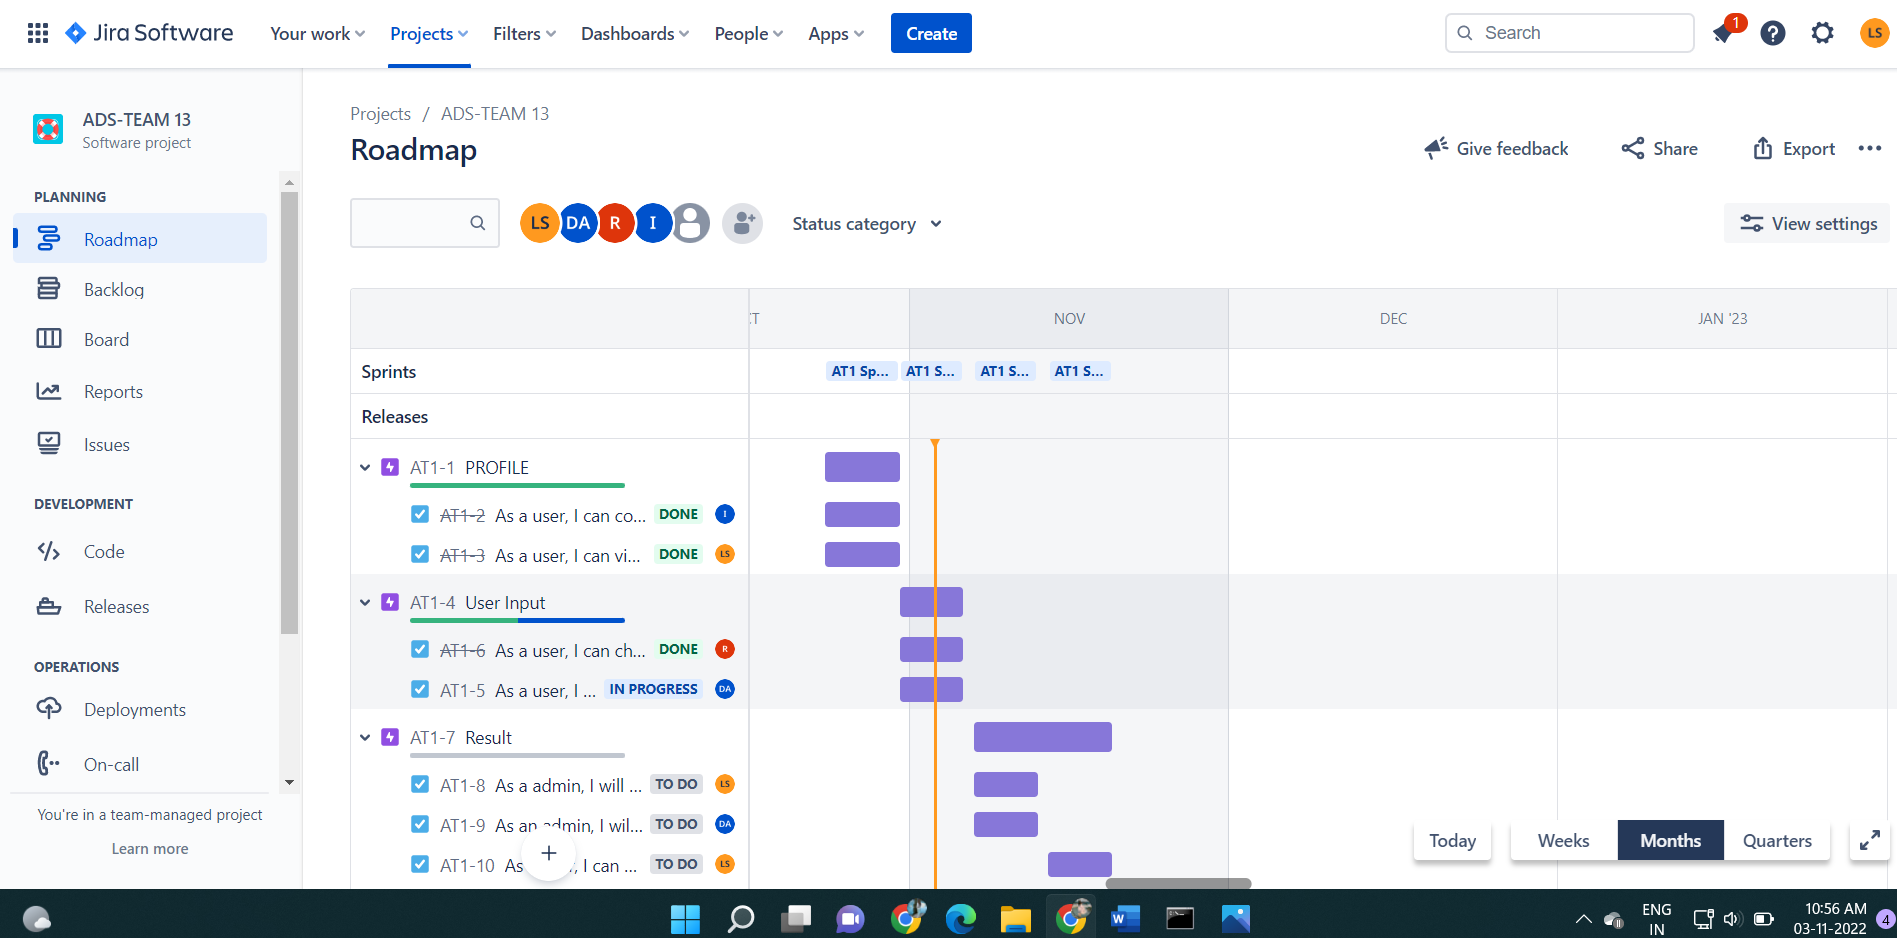 Jira Software Your work Projects Filters Dashboards People Apps Create Search 1 LS
ADS-TEAM 13
Software project
PLANNING
Roadmap
Backlog
Board
Reports
Issues
DEVELOPMENT
Code
Releases
OPERATIONS
Deployments
On-call
You're in a team-managed project
Learn more
Projects / ADS-TEAM 13
Roadmap
Give feedback Share Export
LS DA R I Status category View settings
NOV DEC JAN '23
Sprints AT1 Sp... AT1 S... AT1 S... AT1 S...
Releases
AT1-1 PROFILE
AT1-2 As a user, I can co... DONE I
AT1-3 As a user, I can vi... DONE LS
AT1-4 User Input
AT1-6 As a user, I can ch... DONE R
AT1-5 As a user, I ... IN PROGRESS DA
AT1-7 Result
AT1-8 As a admin, I will ... TO DO LS
AT1-9 As an admin, I wil... TO DO DA
AT1-10 As I can ... TO DO LS
Today Weeks Months Quarters
ENG
IN
10:56 AM
03-11-2022
4